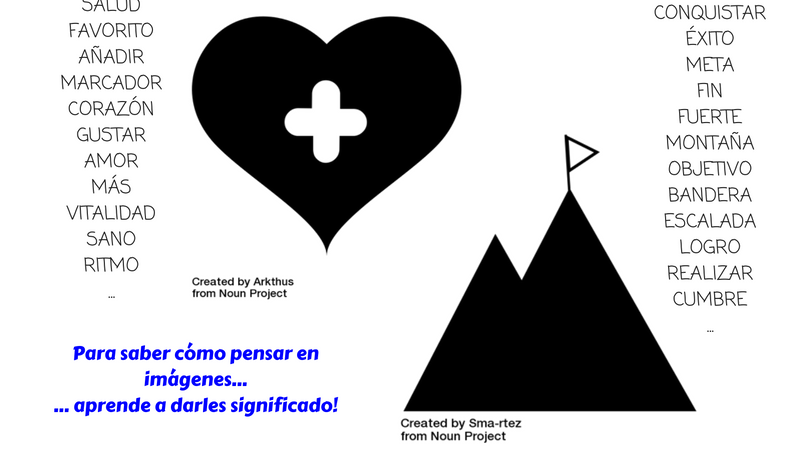 SALUD
FAVORITO
AÑADIR
MARCADOR
CORAZÓN
GUSTAR
AMOR
MÁS
VITALIDAD
SANO
RITMO
...
Created by Arkthus
from Noun Project
Para saber cómo pensar en
imágenes...
... aprende a darles significado!
CONQUISTAR
ÉXITO
META
FIN
FUERTE
MONTAÑA
OBJETIVO
BANDERA
ESCALADA
LOGRO
REALIZAR
CUMBRE
...
Created by Sma-rtez
from Noun Project